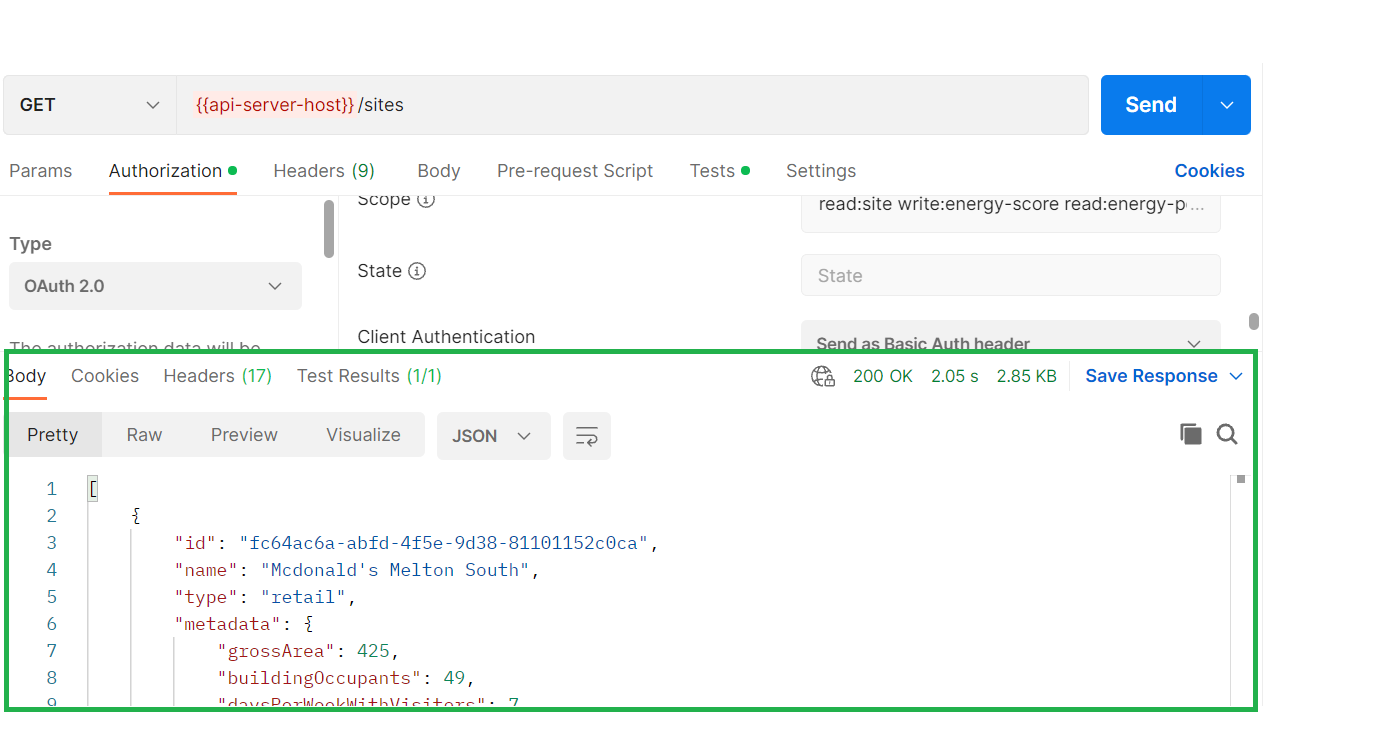 GET {{api-server-host}}/sites Send
Params Authorization Headers (9) Body Pre-request Script Tests Settings Cookies
Scope read:site write:energy-score read:energy-p...
Type
State State
OAuth 2.0
Client Authentication Send as Basic Auth header
The authorization data will be
Body Cookies Headers (17) Test Results (1/1) 200 OK 2.05 s 2.85 KB Save Response
Pretty Raw Preview Visualize JSON
1 [
2 {
3 "id": "fc64ac6a-abfd-4f5e-9d38-81101152c0ca",
4 "name": "Mcdonald's Melton South",
5 "type": "retail",
6 "metadata": {
7 "grossArea": 425,
8 "buildingOccupants": 49,
9 "daysPerWeekWithVisitors": 7